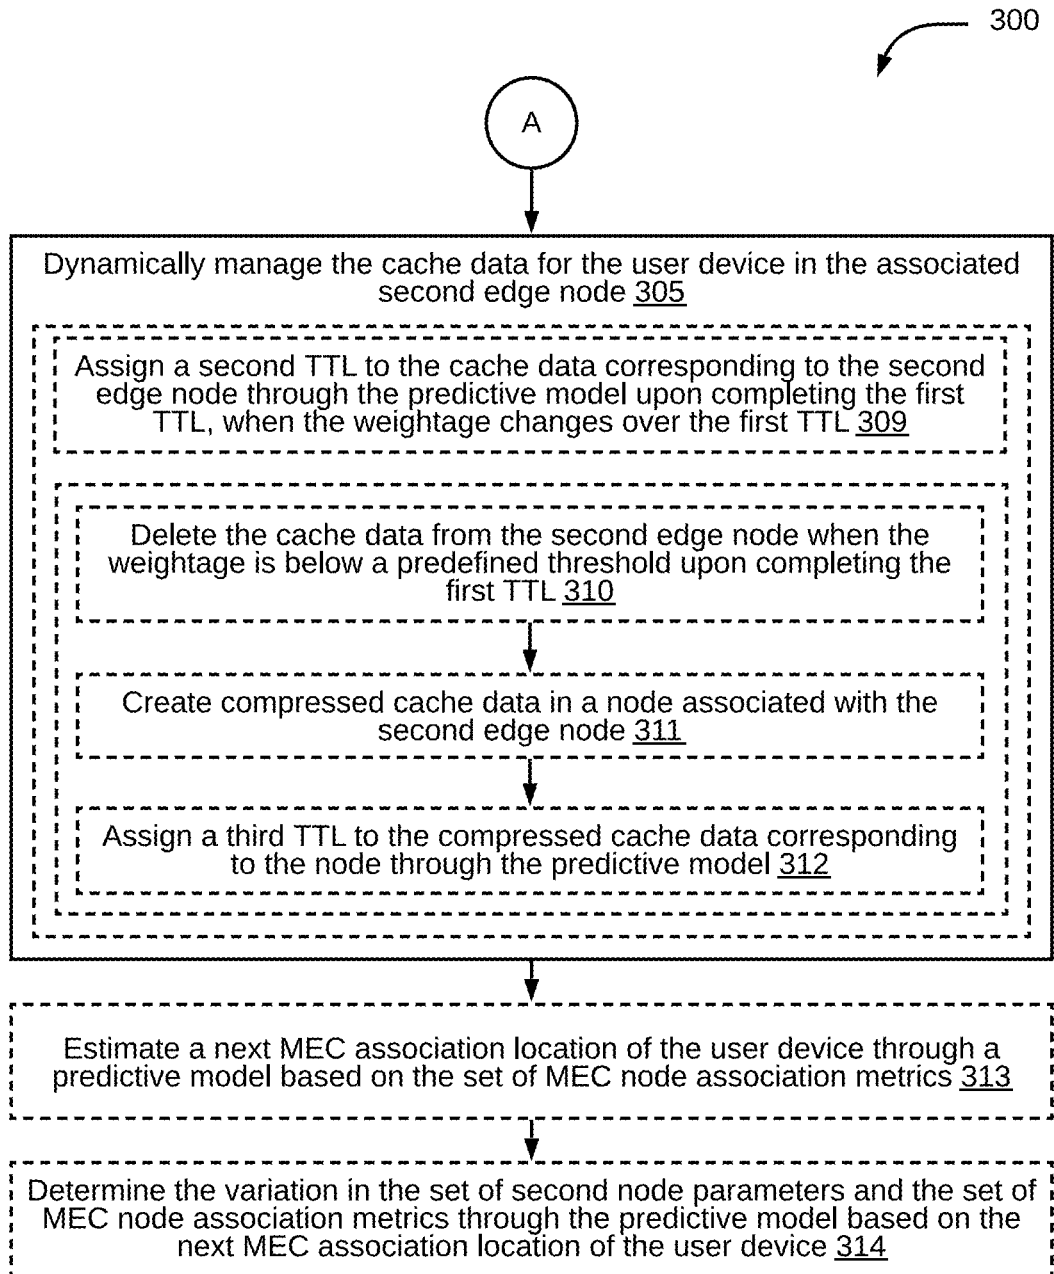 300
A
Dynamically manage the cache data for the user device in the associated
second edge node 305
Assign a second TTL to the cache data corresponding to the second
edge node through the predictive model upon completing the first
TTL, when the weightage changes over the first TTL 309
Delete the cache data from the second edge node when the
weightage is below a predefined threshold upon completing the
first TTL 310
Create compressed cache data in a node associated with the
second edge node 311
Assign a third TTL to the compressed cache data corresponding
to the node through the predictive model 312
Estimate a next MEC association location of the user device through a
predictive model based on the set of MEC node association metrics 313
Determine the variation in the set of second node parameters and the set of
MEC node association metrics through the predictive model based on the
next MEC association location of the user device 314